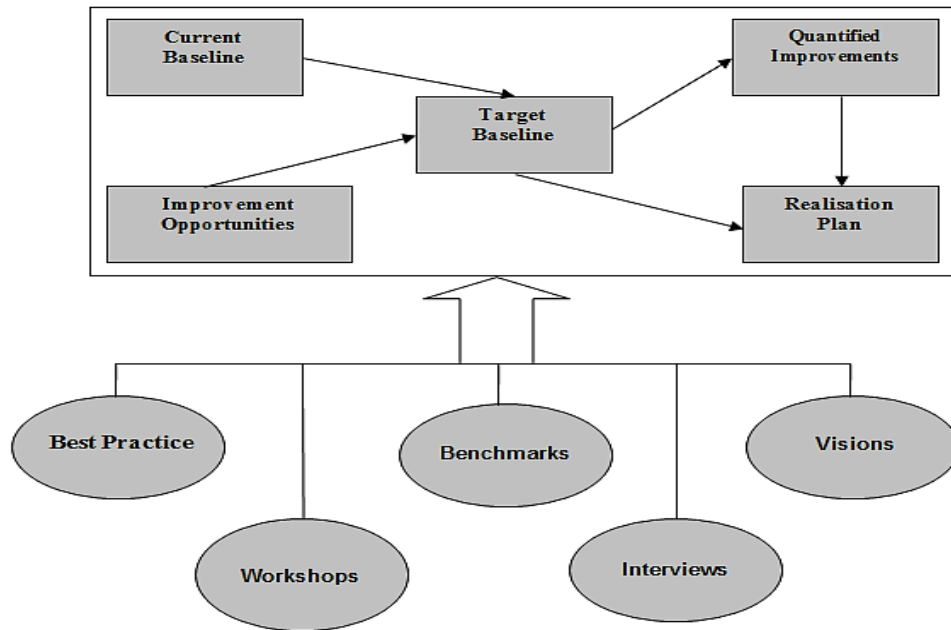 Current
Baseline
Quantified
Improvements
Target
Baseline
Improvement
Opportunities
Realisation
Plan
Best Practice
Benchmarks
Visions
Workshops
Interviews